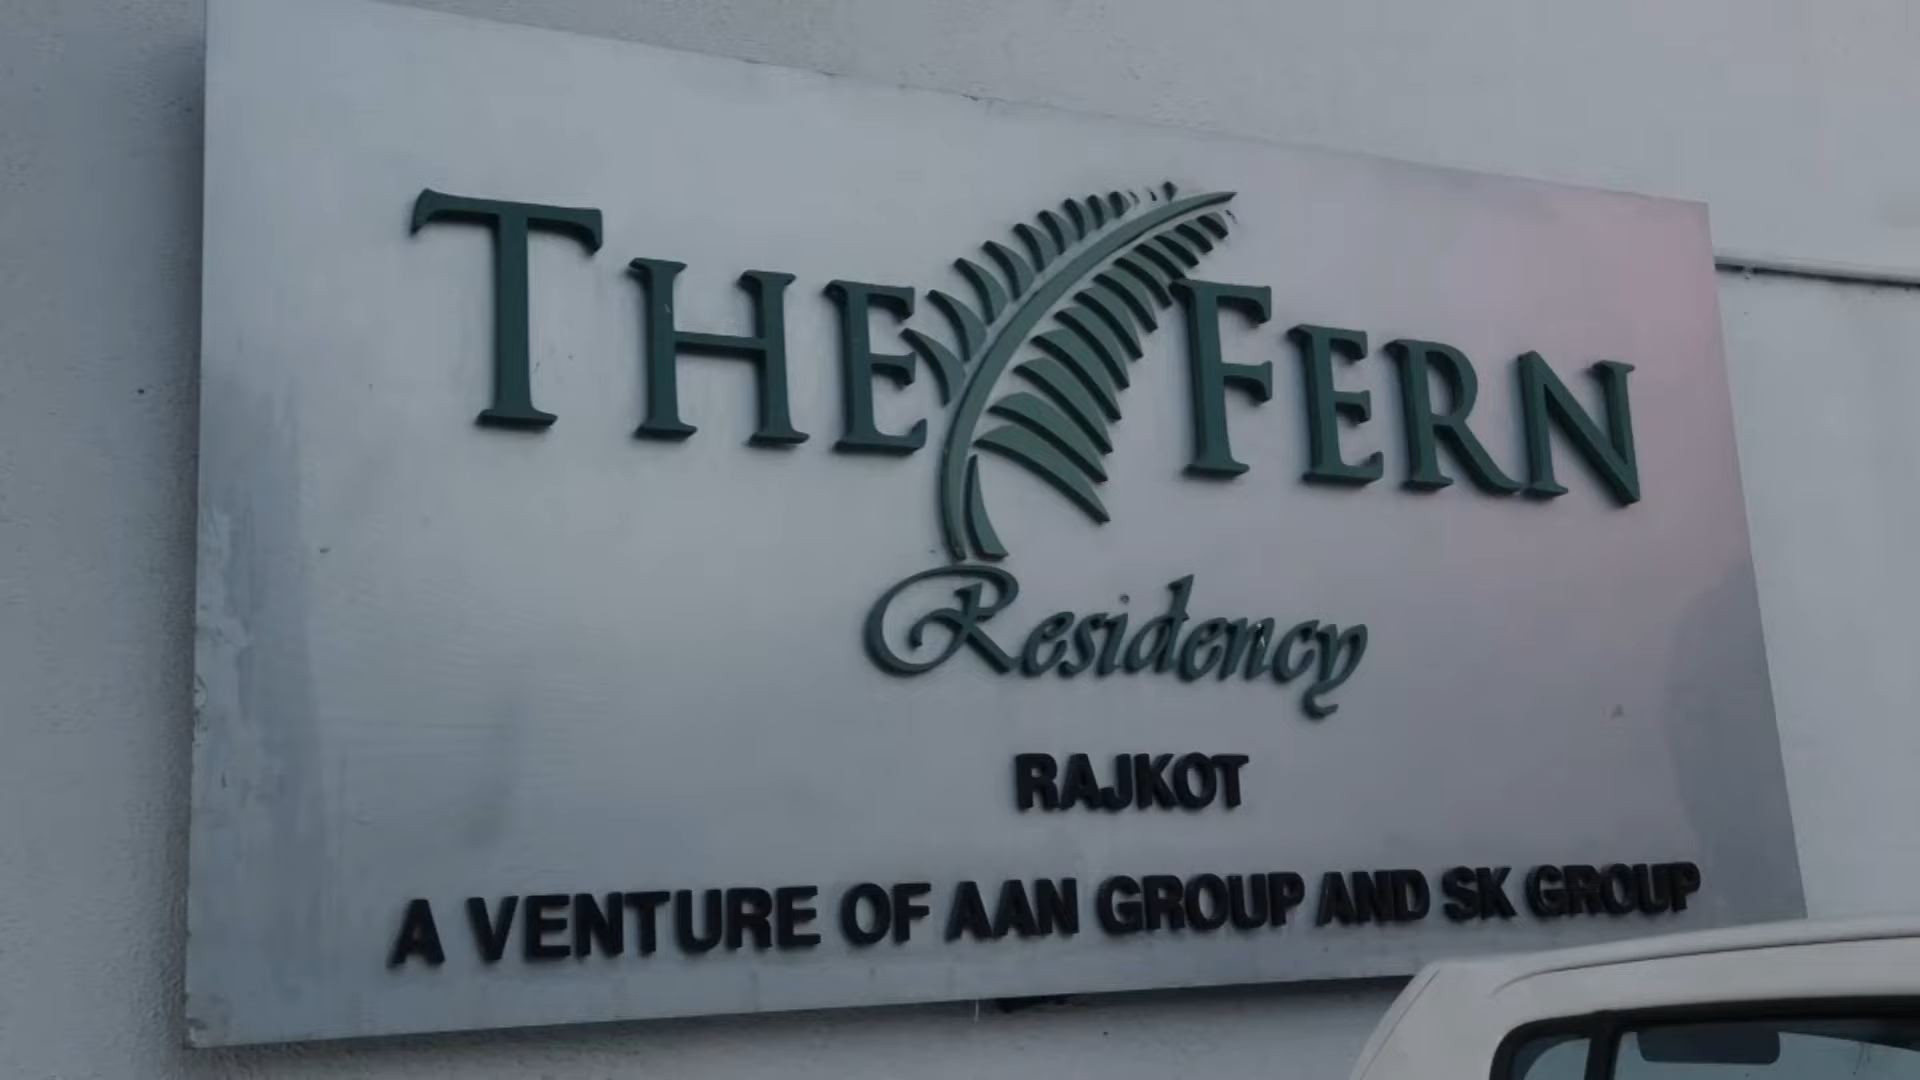 THE FERN
Residency
RAJKOT
A VENTURE OF AAN GROUP AND SK GROUP